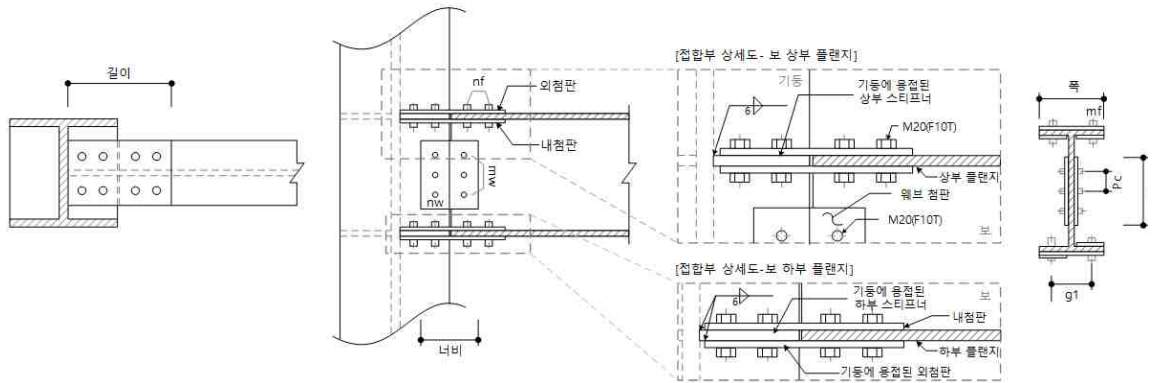 길이
nf
외첨판
내첨판
mw
nw
너비
[접합부 상세도- 보 상부 플랜지]
기둥
기둥에 용접된
상부 스티프너
6
M20(F10T)
상부 플랜지
웨브 첨판
M20(F10T)
보
[접합부 상세도-보 하부 플랜지]
보
기둥에 용접된
하부 스티프너
6
내첨판
하부 플랜지
기둥에 용접된 외첨판
폭
mf
Pc
g1